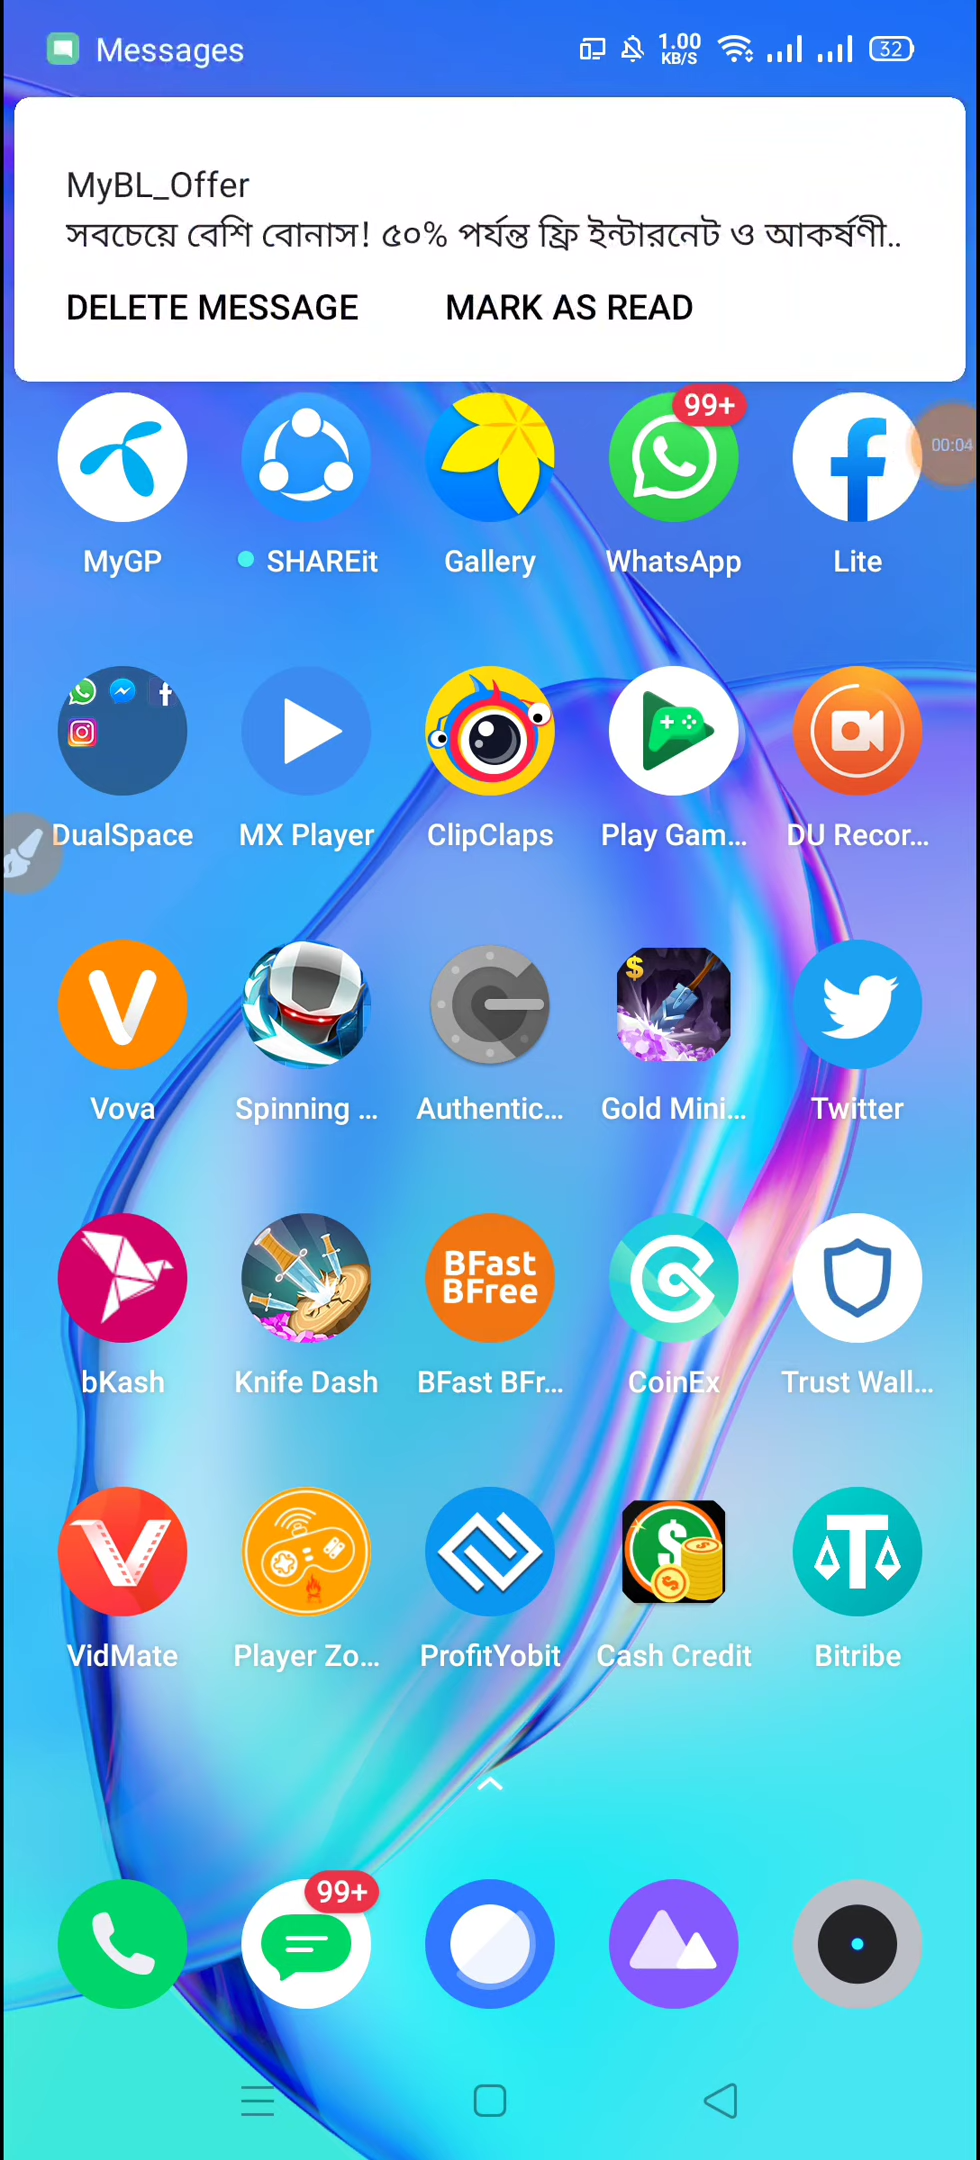 Messages
1.00
KB/S
32
MyBL_Offer
সবচেয়ে বেশি বোনাস! ৫০% পর্যন্ত ফ্রি ইন্টারনেট ও আকর্ষণী..
DELETE MESSAGE MARK AS READ
99+
00:04
MyGP SHAREit Gallery WhatsApp Lite
DualSpace MX Player ClipClaps Play Gam... DU Recor...
Vova Spinning ... Authentic... Gold Mini... Twitter
BFast
BFree
bKash Knife Dash BFast BFr... CoinEx Trust Wall...
VidMate Player Zo... ProfitYobit Cash Credit Bitribe
99+